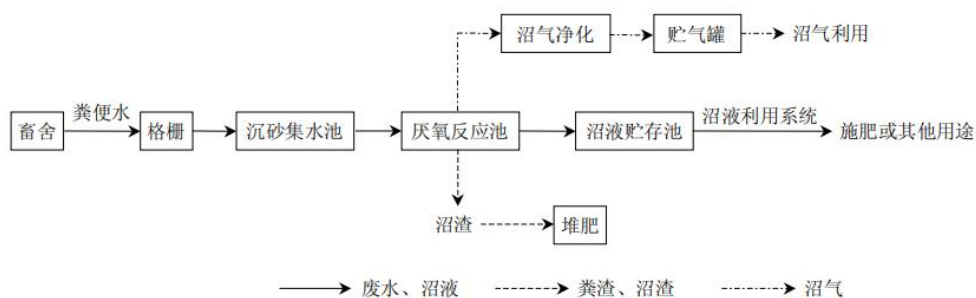 沼气净化 贮气罐 沼气利用
畜舍 粪便水 格栅 沉砂集水池 厌氧反应池 沼液贮存池 沼液利用系统 施肥或其他用途
沼渣 堆肥
废水、沼液 粪渣、沼渣 沼气